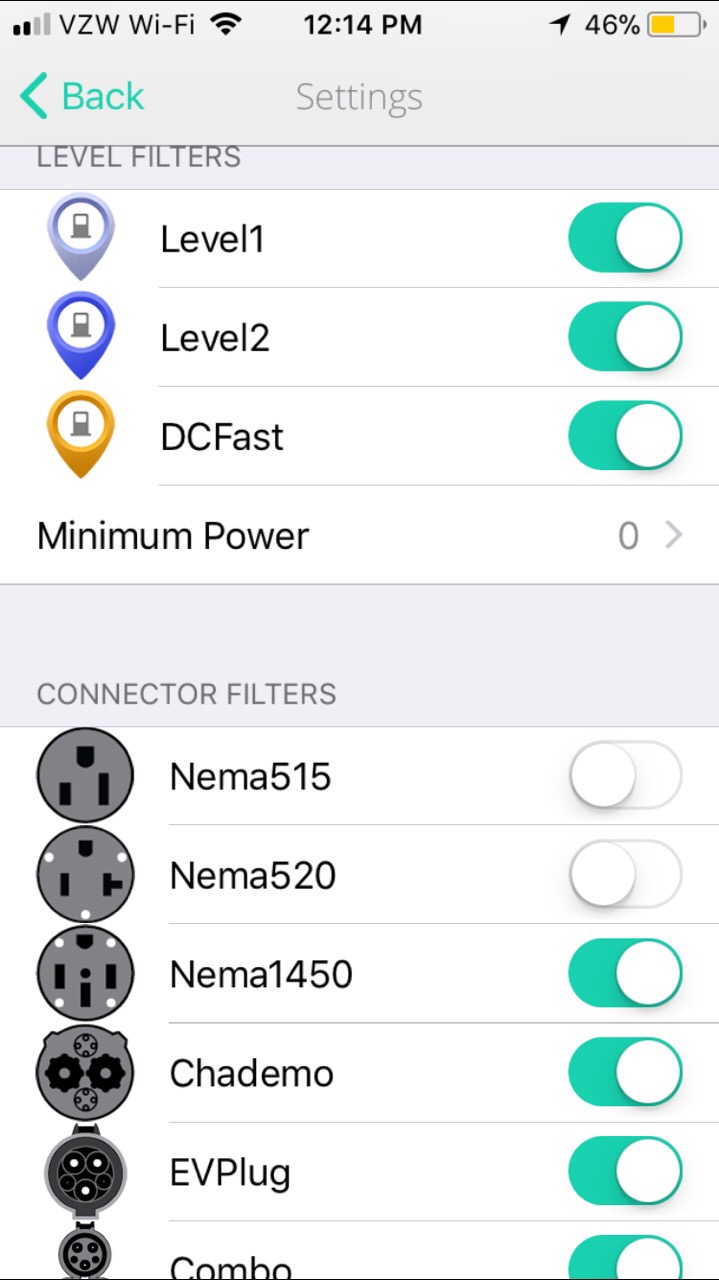 VZW Wi-Fi 12:14 PM 46%
Back Settings
LEVEL FILTERS
Level1
Level2
DCFast
Minimum Power 0
CONNECTOR FILTERS
Nema515
Nema520
Nema1450
Chademo
EVPlug
Combo